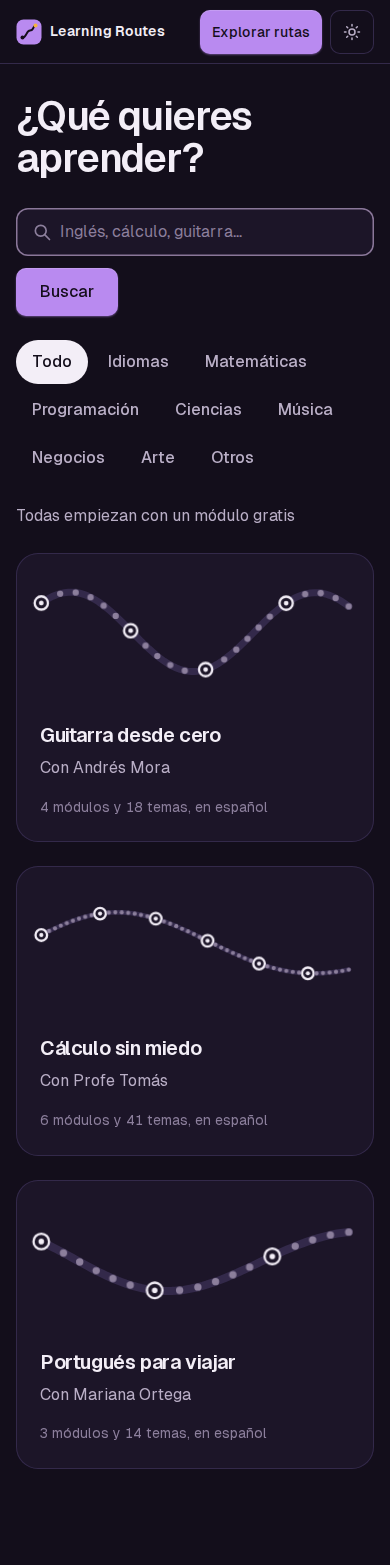 Learning Routes
Explorar rutas
¿Qué quieres
aprender?
Inglés, cálculo, guitarra...
Buscar
Todo Idiomas Matemáticas
Programación Ciencias Música
Negocios Arte Otros
Todas empiezan con un módulo gratis
Guitarra desde cero
Con Andrés Mora
4 módulos y 18 temas, en español
Cálculo sin miedo
Con Profe Tomás
6 módulos y 41 temas, en español
Portugués para viajar
Con Mariana Ortega
3 módulos y 14 temas, en español